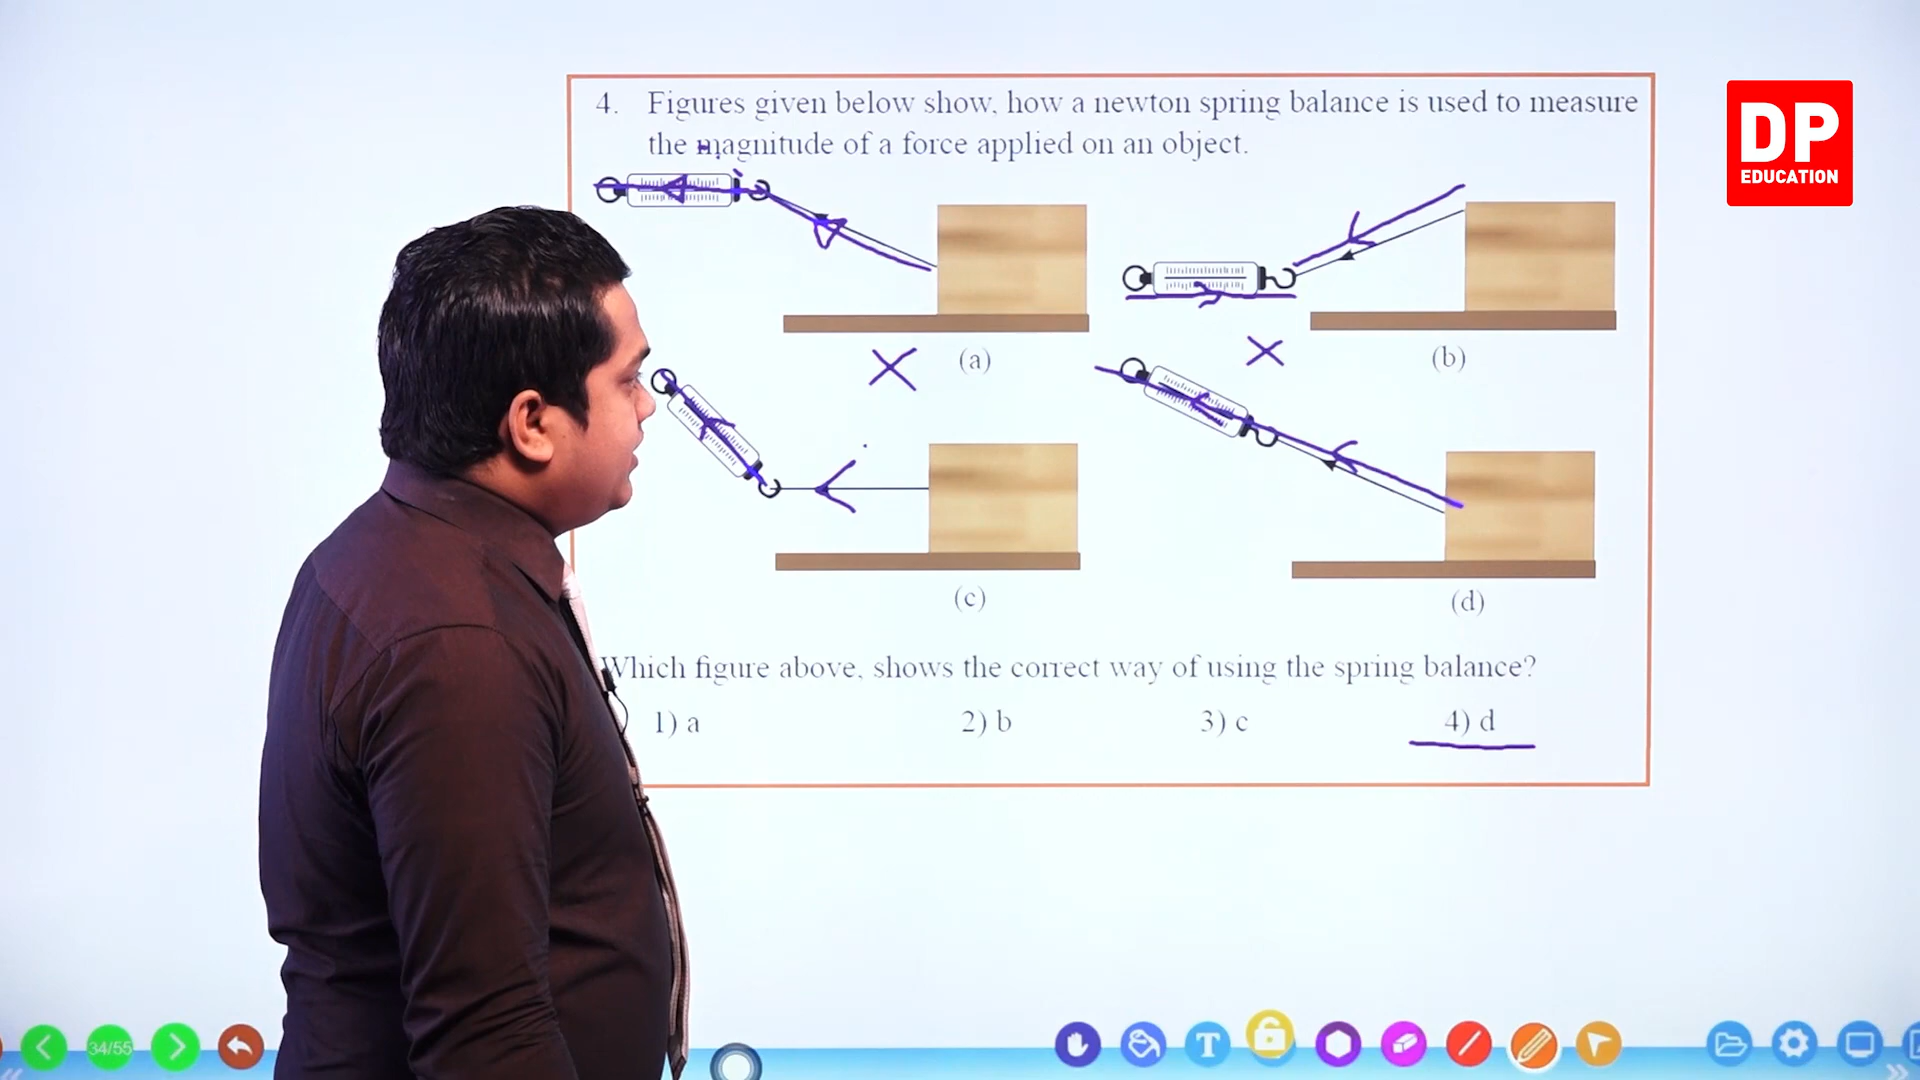 4. Figures given below show, how a newton spring balance is used to measure
the magnitude of a force applied on an object.
DP
EDUCATION
(a)
(b)
(c)
(d)
Which figure above, shows the correct way of using the spring balance?
1) a 2) b 3) c 4) d
34/55
T